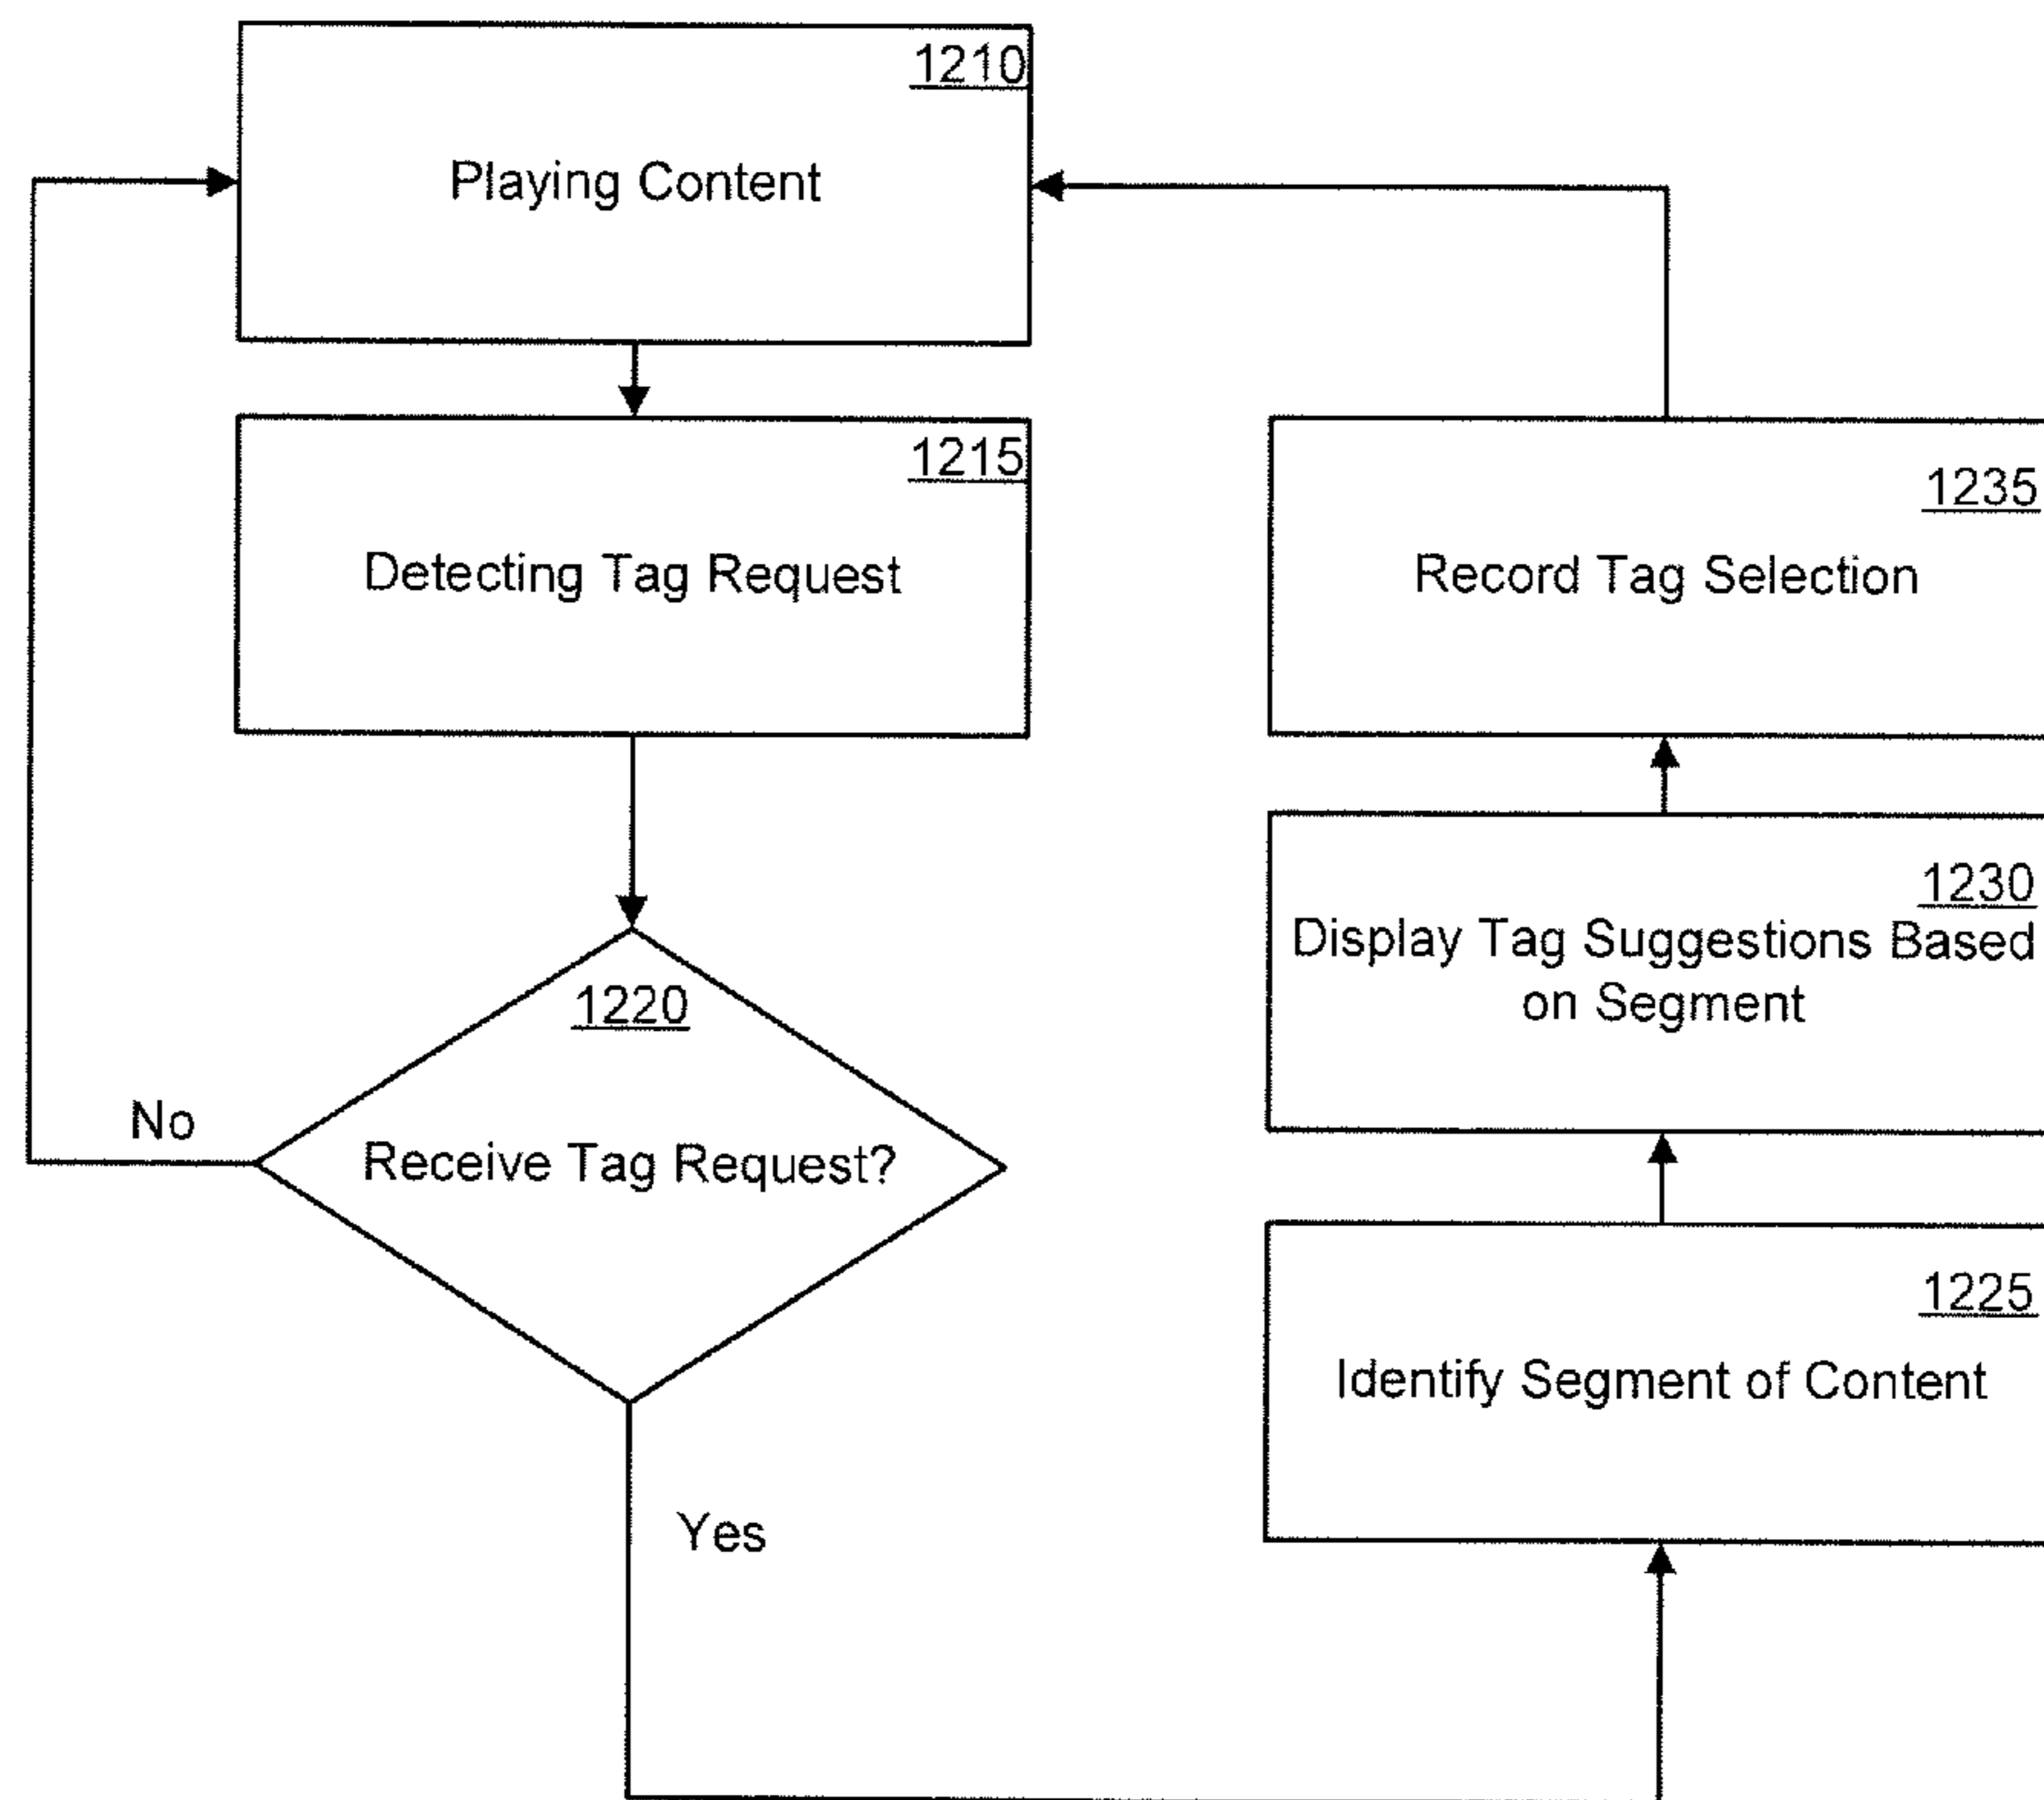 1210
Playing Content
1215
Detecting Tag Request
1220
Receive Tag Request?
No
Yes
1235
Record Tag Selection
1230
Display Tag Suggestions Based
on Segment
1225
Identify Segment of Content